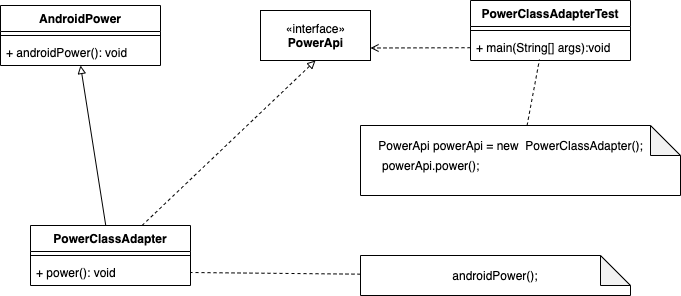 AndroidPower
+ androidPower(): void
«interface»
PowerApi
PowerClassAdapterTest
+ main(String[] args):void
PowerApi powerApi = new  PowerClassAdapter();
powerApi.power();
PowerClassAdapter
+ power(): void
androidPower();